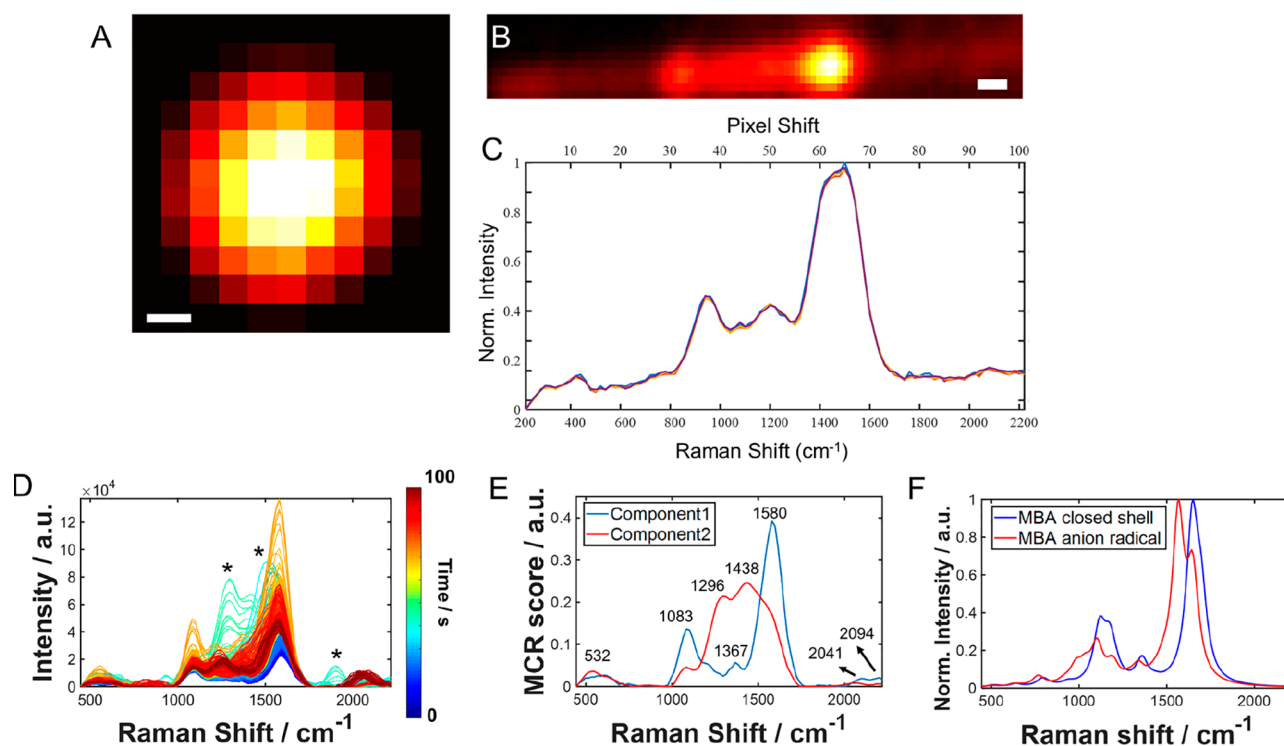 A
B
Pixel Shift
C
10 20 30 40 50 60 70 80 90 100
1
0.8
0.6
0.4
0.2
0
Norm. Intensity
200 400 600 800 1000 1200 1400 1600 1800 2000 2200
Raman Shift (cm⁻¹)
D
×10⁴
12
10
8
6
4
2
0
Intensity / a.u.
* * *
500 1000 1500 2000
Raman Shift / cm⁻¹
100
Time / s
0
E
0.4
0.3
0.2
0.1
0
MCR score / a.u.
Component1
Component2
1580
1438
1296
1083
1367
532
2094
2041
500 1000 1500 2000
Raman Shift / cm⁻¹
F
1
0.8
0.6
0.4
0.2
0
Norm. Intensity / a.u.
MBA closed shell
MBA anion radical
500 1000 1500 2000
Raman shift / cm⁻¹